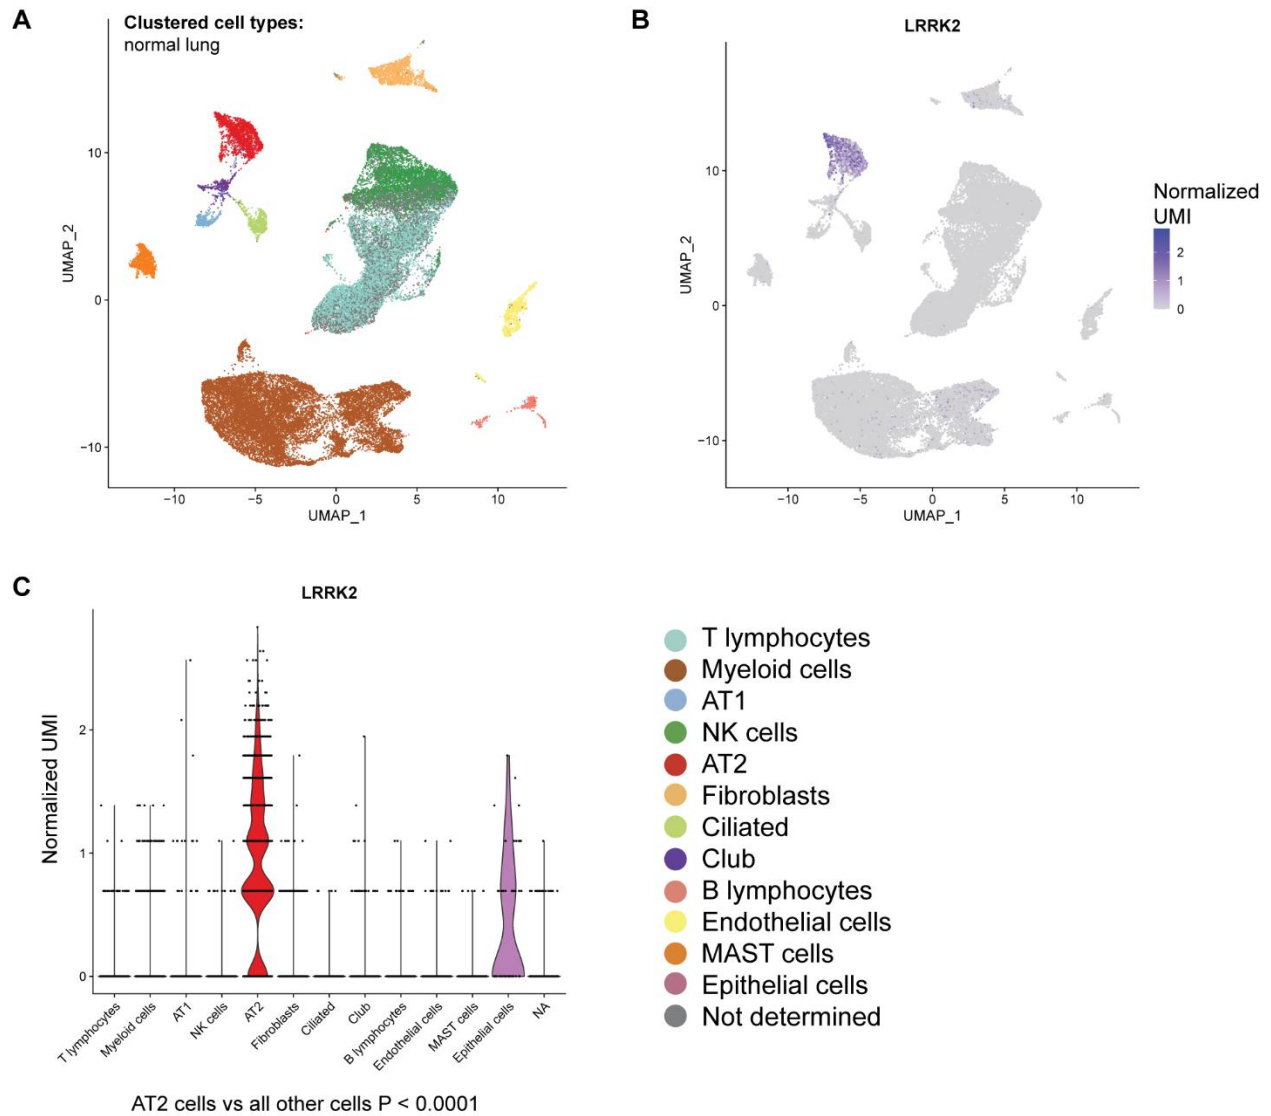 A
Clustered cell types:
normal lung
10
0
−10
UMAP_2
−10
−5
0
5
10
UMAP_1
B
LRRK2
10
0
−10
UMAP_2
−10
−5
0
5
10
UMAP_1
Normalized
UMI
2
1
0
C
LRRK2
Normalized UMI
2
1
0
T lymphocytes
Myeloid cells
AT1
NK cells
AT2
Fibroblasts
Ciliated
Club
B lymphocytes
Endothelial cells
MAST cells
Epithelial cells
NA
AT2 cells vs all other cells P < 0.0001
T lymphocytes
Myeloid cells
AT1
NK cells
AT2
Fibroblasts
Ciliated
Club
B lymphocytes
Endothelial cells
MAST cells
Epithelial cells
Not determined